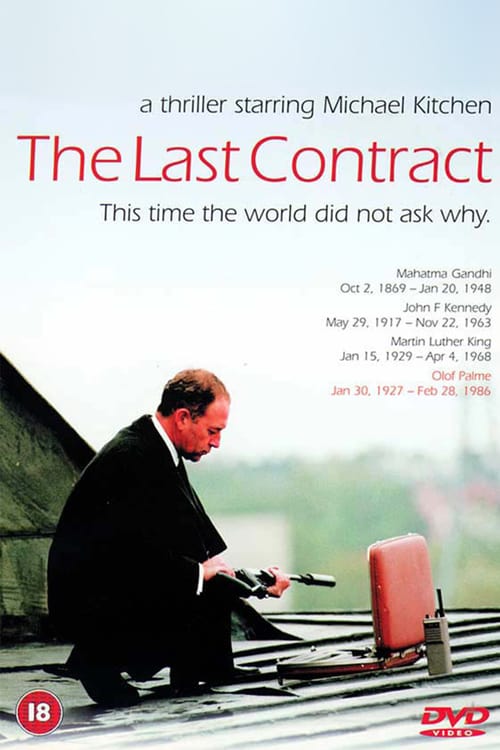 a thriller starring Michael Kitchen
The Last Contract
This time the world did not ask why.
Mahatma Gandhi
Oct 2, 1869 – Jan 20, 1948
John F Kennedy
May 29, 1917 – Nov 22, 1963
Martin Luther King
Jan 15, 1929 – Apr 4, 1968
Olof Palme
Jan 30, 1927 – Feb 28, 1986
18
DVD
VIDEO